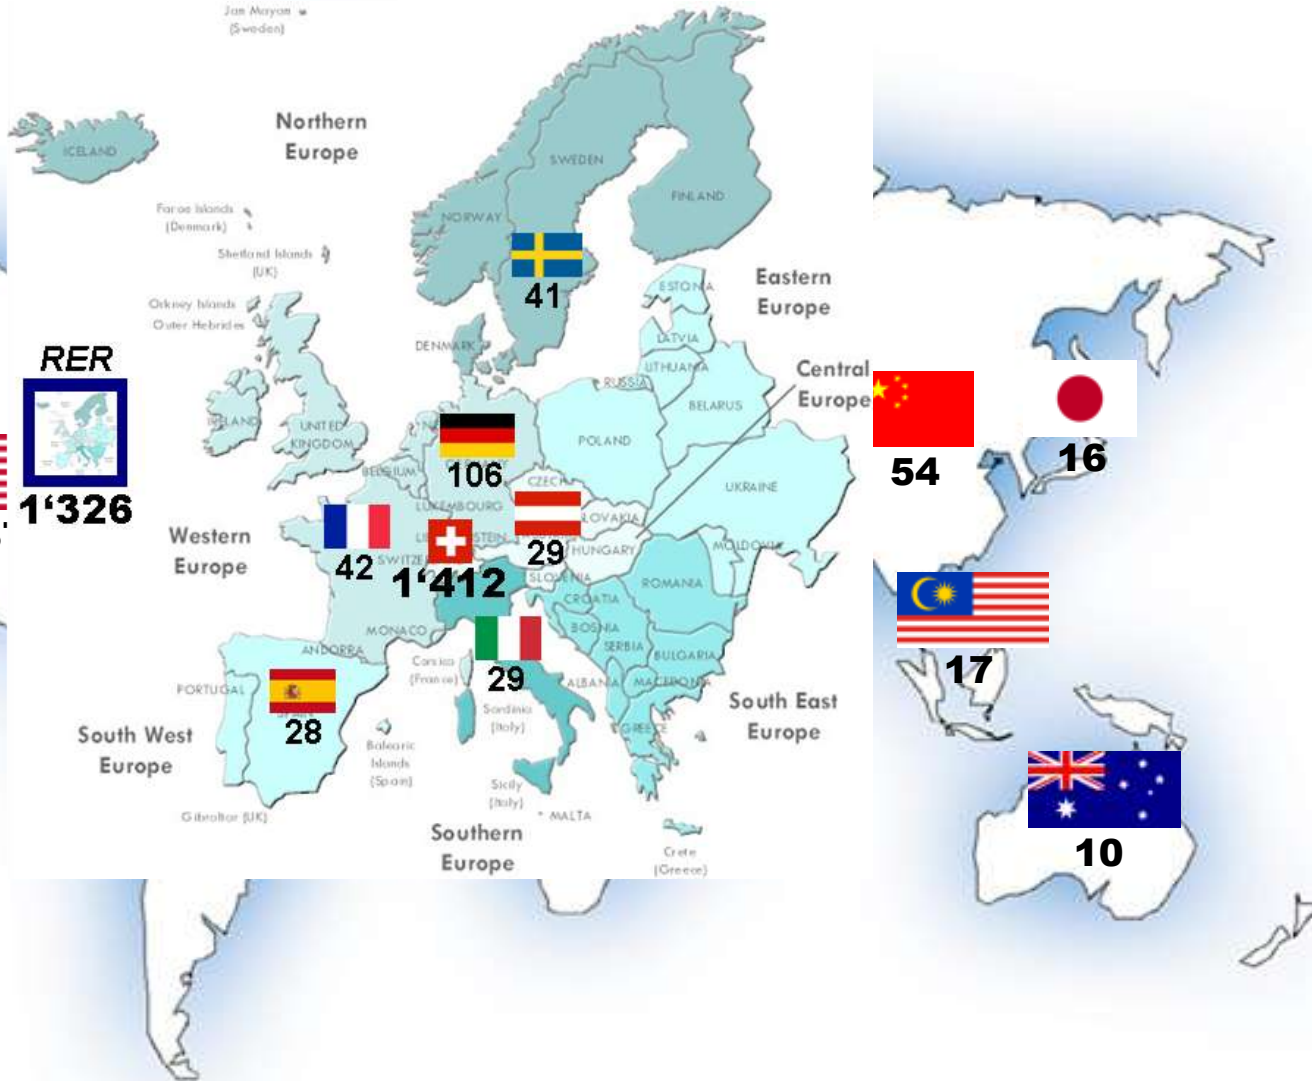 Jan Mayan
(Sweden)
Northern
Europe
ICELAND
SWEDEN
FINLAND
NORWAY
Faroe Islands
(Denmark)
Shetland Islands
(UK)
41
ESTONIA
Eastern
Europe
Orkney Islands
Outer Hebrides
DENMARK
LATVIA
LITHUANIA
RUSSIA
Central
Europe
BELARUS
RER
1‘326
UNITED
KINGDOM
POLAND
BELGIUM
106
54
16
CZECH
UKRAINE
LUXEMBOURG
Western
Europe
42
1‘412
29
HUNGARY
MOLDOVIA
SLOVENIA
ROMANIA
CROATIA
BOSNIA
MONACO
SERBIA
ANDORRA
BULGARIA
Corsica
(France)
29
ALBANIA
MACEDONIA
17
PORTUGAL
28
Sardinia
(Italy)
South East
Europe
GREECE
South West
Europe
Balearic
Islands
(Spain)
Sicily
(Italy)
MALTA
Gibraltar (UK)
Southern
Europe
Crete
(Greece)
10